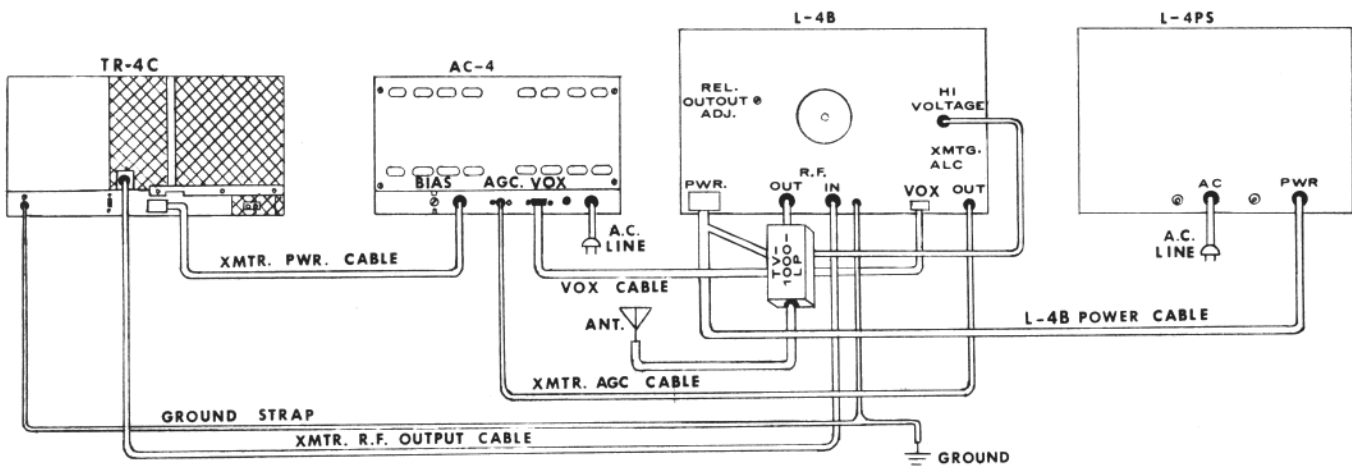 TR-4C
AC-4
L-4B
L-4PS
BIAS AGC. VOX
A.C.
LINE
REL.
OUTOUT
ADJ.
HI
VOLTAGE
XMTG.
ALC
PWR.
R.F.
OUT IN
VOX OUT
AC
PWR
A.C.
LINE
TV-
1000-
LP
XMTR. PWR. CABLE
VOX CABLE
ANT.
L-4B POWER CABLE
XMTR. AGC CABLE
GROUND STRAP
XMTR. R.F. OUTPUT CABLE
GROUND